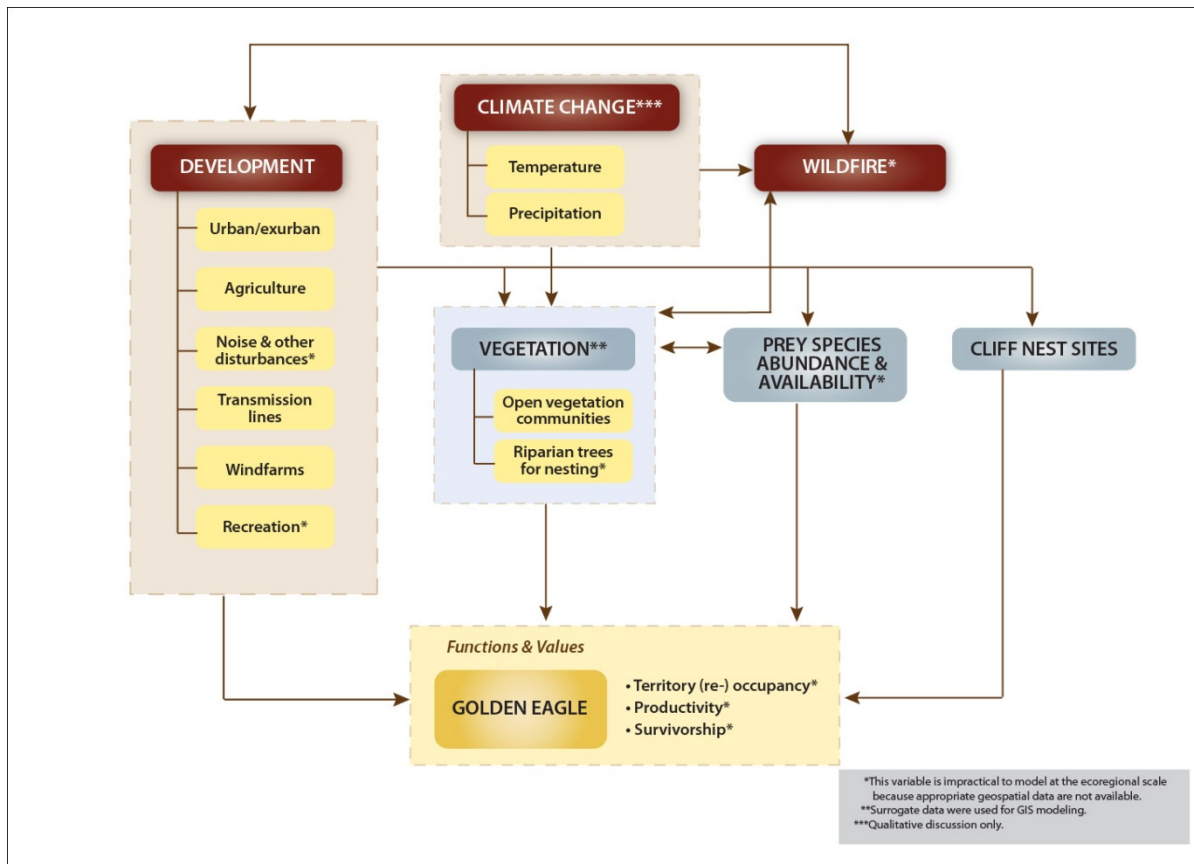 CLIMATE CHANGE***
Temperature
Precipitation
DEVELOPMENT
Urban/exurban
Agriculture
Noise & other
disturbances*
Transmission
lines
Windfarms
Recreation*
WILDFIRE*
VEGETATION**
Open vegetation
communities
Riparian trees
for nesting*
PREY SPECIES
ABUNDANCE &
AVAILABILITY*
CLIFF NEST SITES
Functions & Values
GOLDEN EAGLE
• Territory (re-) occupancy*
• Productivity*
• Survivorship*
*This variable is impractical to model at the ecoregional scale
because appropriate geospatial data are not available.
**Surrogate data were used for GIS modeling.
***Qualitative discussion only.